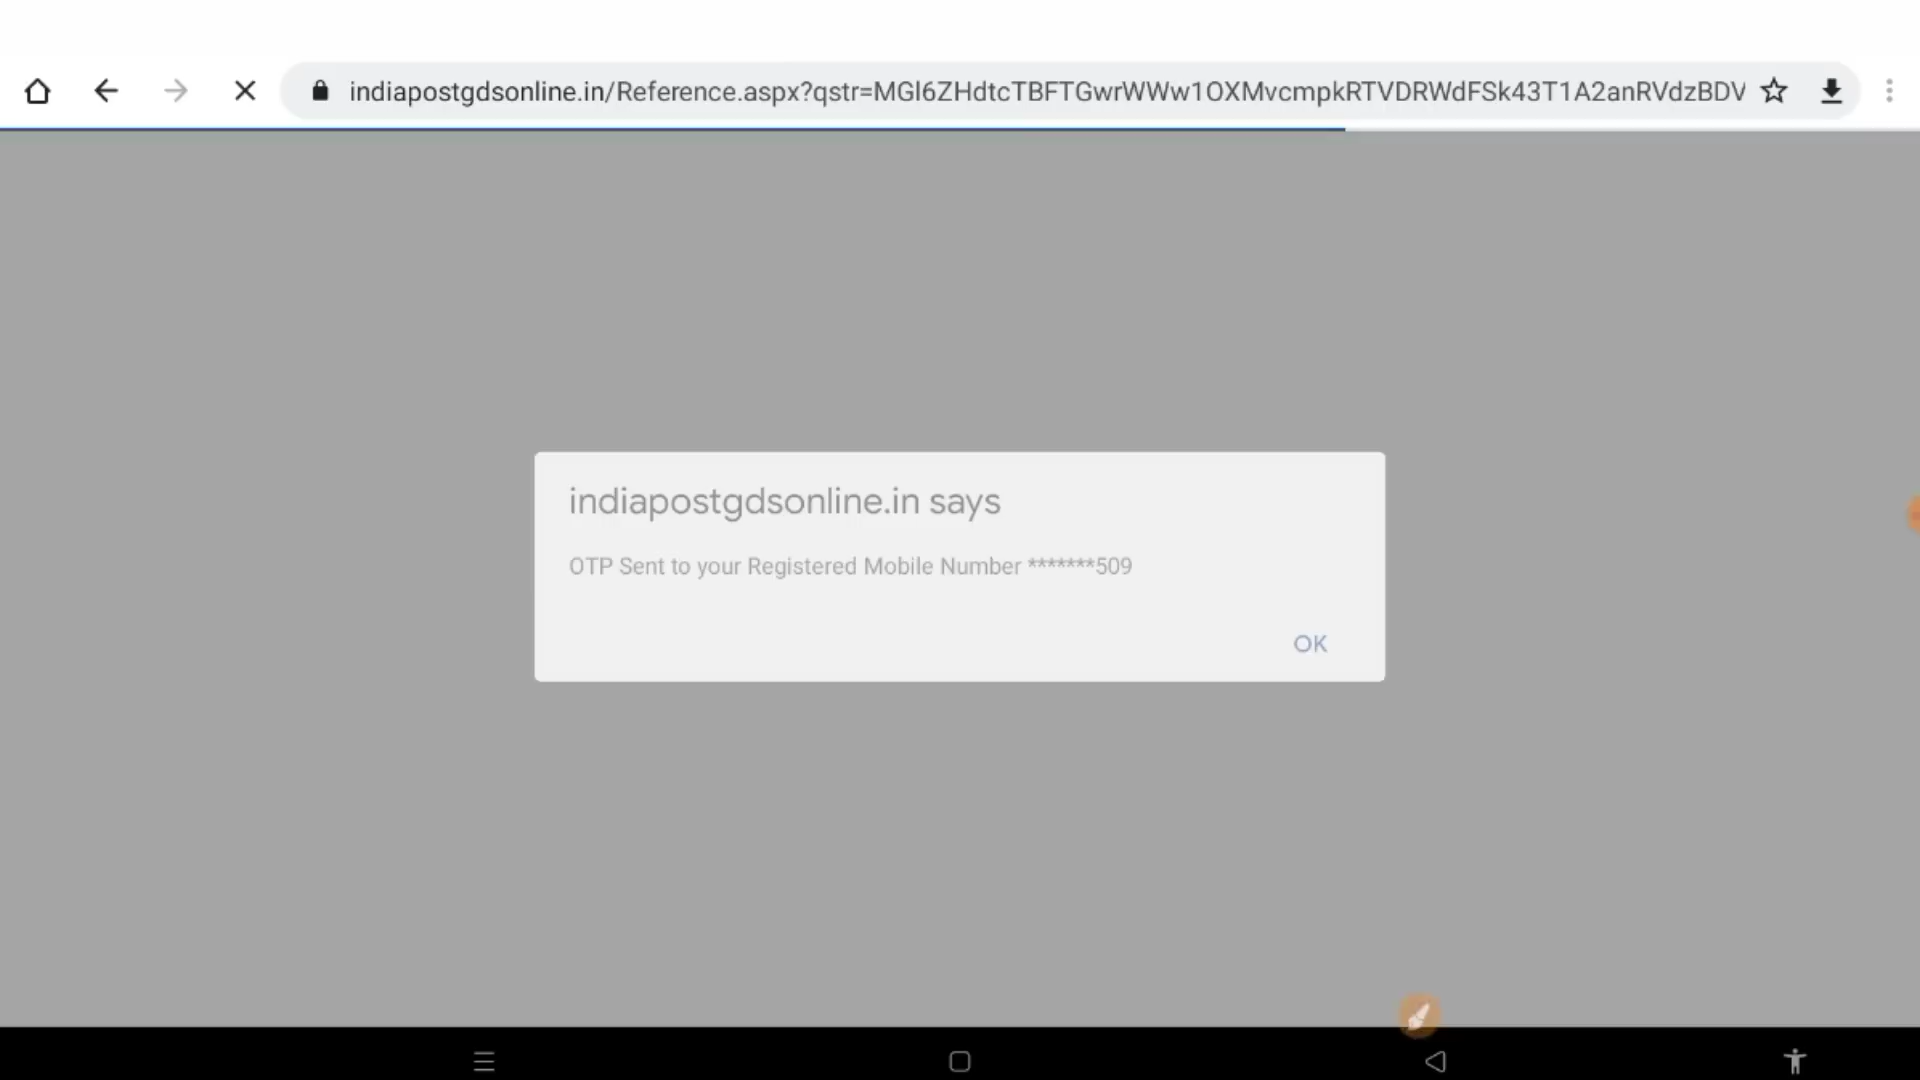 indiapostgdsonline.in/Reference.aspx?qstr=MGl6ZHdtcTBFTGwrWWw1OXMvcmpkRTVDRWdFSk43T1A2anRVdzBDV
indiapostgdsonline.in says
OTP Sent to your Registered Mobile Number *******509
OK